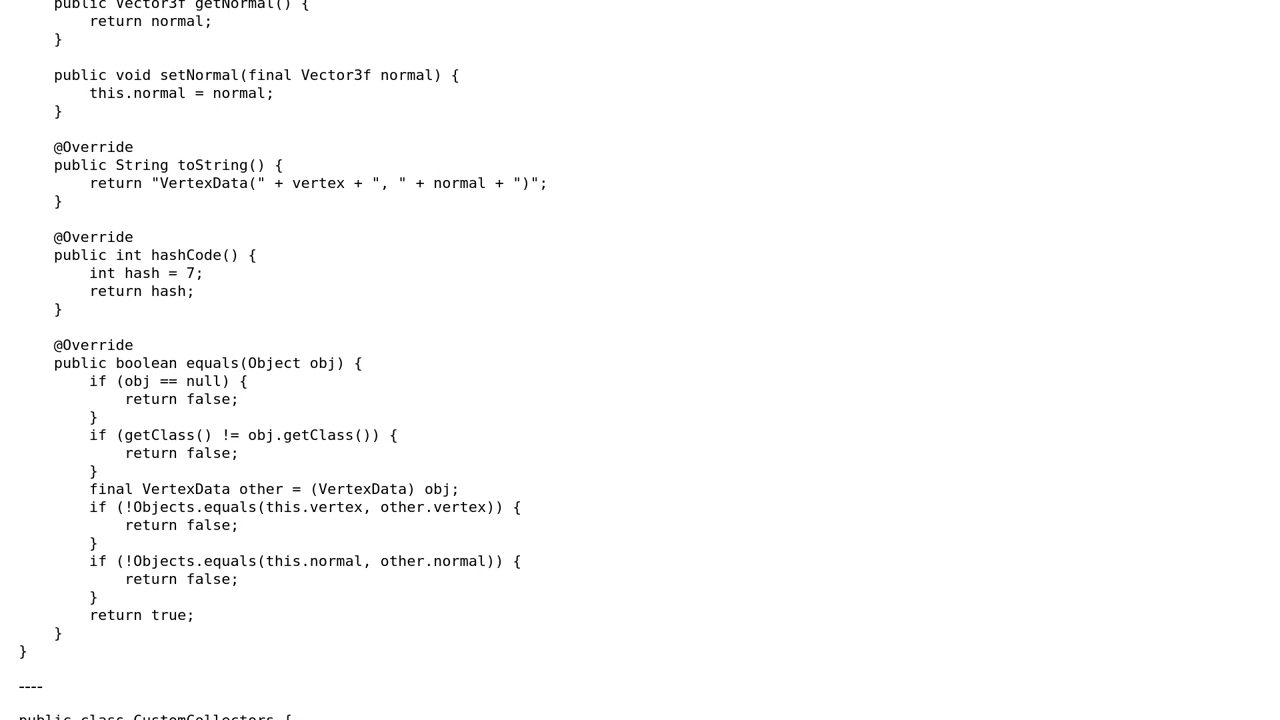 public Vector3f getNormal() {
        return normal;
    }

    public void setNormal(final Vector3f normal) {
        this.normal = normal;
    }

    @Override
    public String toString() {
        return "VertexData(" + vertex + ", " + normal + ")";
    }

    @Override
    public int hashCode() {
        int hash = 7;
        return hash;
    }

    @Override
    public boolean equals(Object obj) {
        if (obj == null) {
            return false;
        }
        if (getClass() != obj.getClass()) {
            return false;
        }
        final VertexData other = (VertexData) obj;
        if (!Objects.equals(this.vertex, other.vertex)) {
            return false;
        }
        if (!Objects.equals(this.normal, other.normal)) {
            return false;
        }
        return true;
    }
}

----

public class CustomCollectors {